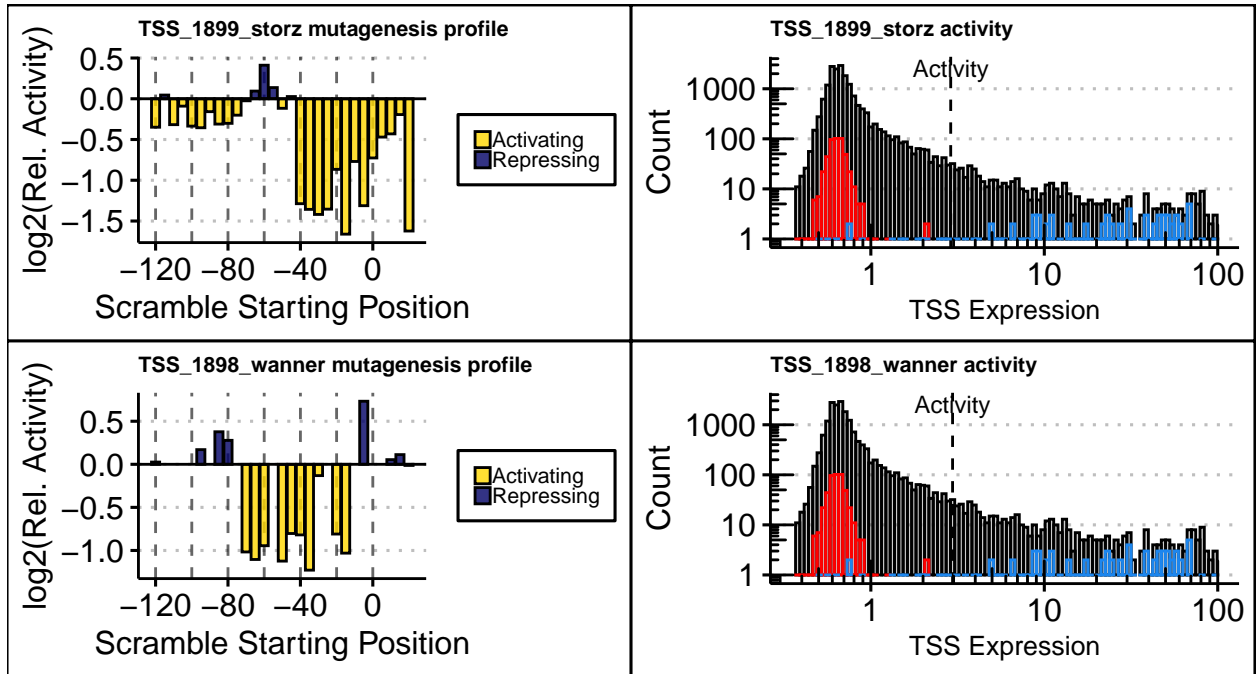 TSS_1899_storz mutagenesis profile
log2(Rel. Activity)
0.5
0.0
−0.5
−1.0
−1.5
−120 −80 −40 0
Scramble Starting Position
Activating
Repressing
TSS_1899_storz activity
Activity
Count
1000
100
10
1
1 10 100
TSS Expression
TSS_1898_wanner mutagenesis profile
log2(Rel. Activity)
0.5
0.0
−0.5
−1.0
−120 −80 −40 0
Scramble Starting Position
Activating
Repressing
TSS_1898_wanner activity
Activity
Count
1000
100
10
1
1 10 100
TSS Expression